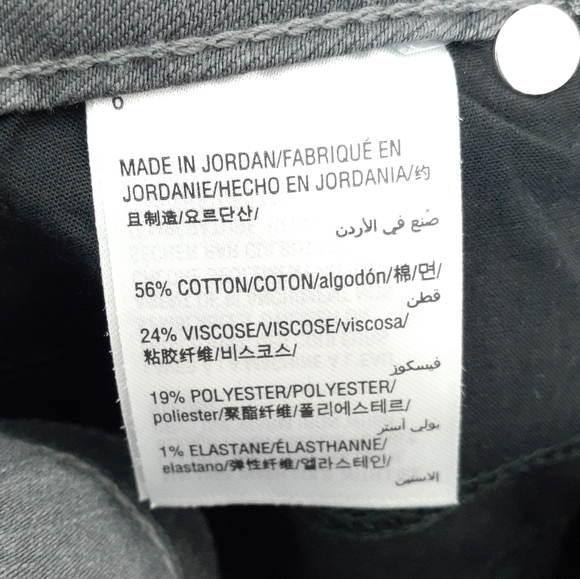 0
MADE IN JORDAN/FABRIQUÉ EN
JORDANIE/HECHO EN JORDANIA/约
旦制造/요르단산/
صُنع في الأردن
56% COTTON/COTON/algodón/棉/면/
قطن
24% VISCOSE/VISCOSE/viscosa/
粘胶纤维/비스코스/
فيسكوز
19% POLYESTER/POLYESTER/
poliester/聚酯纤维/폴리에스테르/
بولي أستر
1% ELASTANE/ÉLASTHANNE/
elastano/弹性纤维/엘라스테인/
الاستين